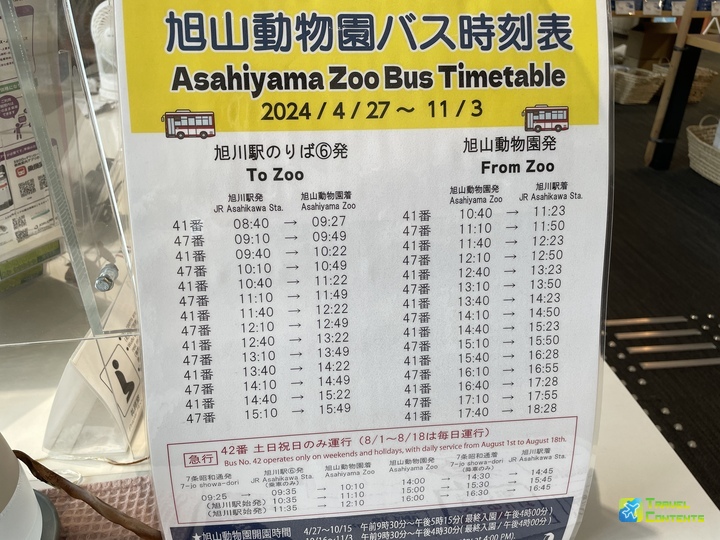 旭山動物園バス時刻表
Asahiyama Zoo Bus Timetable
2024 / 4 / 27 ～ 11 / 3
旭川駅のりば⑥発
To Zoo
旭川駅発 旭山動物園着
JR Asahikawa Sta. Asahiyama Zoo
41番 08:40 → 09:27
47番 09:10 → 09:49
41番 09:40 → 10:22
47番 10:10 → 10:49
41番 10:40 → 11:22
47番 11:10 → 11:49
41番 11:40 → 12:22
47番 12:10 → 12:49
41番 12:40 → 13:22
47番 13:10 → 13:49
41番 13:40 → 14:22
47番 14:10 → 14:49
41番 14:40 → 15:22
47番 15:10 → 15:49
旭山動物園発
From Zoo
旭山動物園発 旭川駅着
Asahiyama Zoo JR Asahikawa Sta.
41番 10:40 → 11:23
47番 11:10 → 11:50
41番 11:40 → 12:23
47番 12:10 → 12:50
41番 12:40 → 13:23
47番 13:10 → 13:50
41番 13:40 → 14:23
47番 14:10 → 14:50
41番 14:40 → 15:23
47番 15:10 → 15:50
41番 15:40 → 16:28
47番 16:10 → 16:55
41番 16:40 → 17:28
47番 17:10 → 17:55
41番 17:40 → 18:28
急行 42番 土日祝日のみ運行 (8/1～8/18は毎日運行)
Bus No. 42 operates only on weekends and holidays, with daily service from August 1st to August 18th.
7条昭和通発 旭川駅⑥発 旭山動物園着 旭山動物園発 7条昭和通着 旭川駅着
7-jo showa-dori JR Asahikawa Sta. Asahiyama Zoo Asahiyama Zoo 7-jo showa-dori JR Asahikawa Sta.
09:25 → 09:35 → 10:10 14:00 → 14:30 → 14:45
(旭川駅始発) 10:35 → 11:10 15:00 → 15:30 → 15:45
(旭川駅始発) 11:35 → 12:10 16:00 → 16:30 → 16:45
★旭山動物園開園時間 4/27～10/15 午前9時30分～午後5時15分(最終入園/午後4時00分)
10/16～11/3 午前9時30分～午後4時30分(最終入園/午後4時00分)
TRAVEL CONTENTS